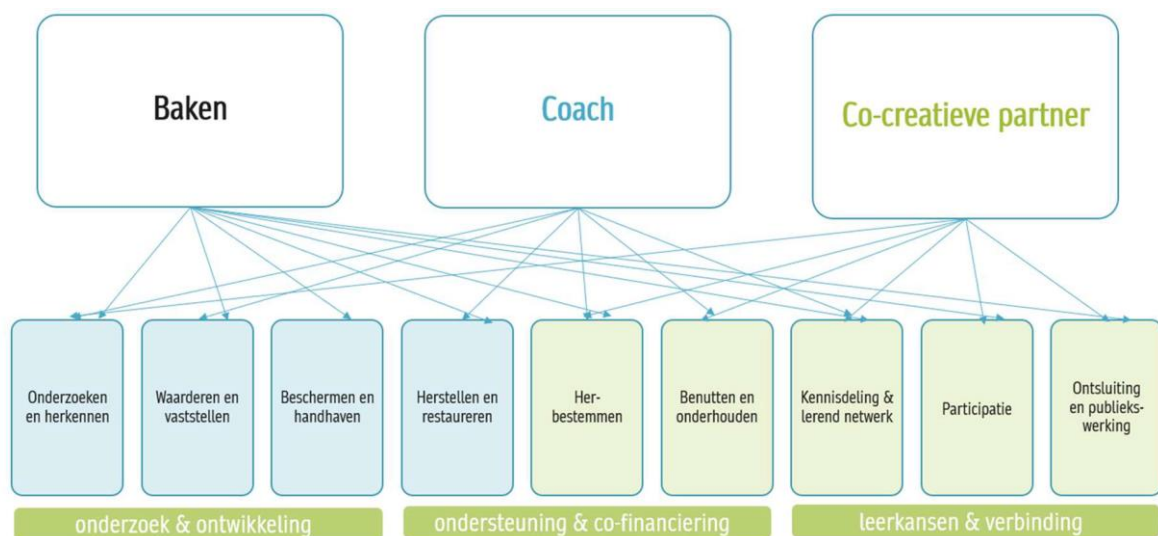 Baken
Coach
Co-creatieve partner
Onderzoeken
en herkennen
Waarderen en
vaststellen
Beschermen en
handhaven
Herstellen en
restaureren
Her-
bestemmen
Benutten en
onderhouden
Kennisdeling &
lerend netwerk
Participatie
Ontsluiting
en publieks-
werking
onderzoek & ontwikkeling
ondersteuning & co-financiering
leerkansen & verbinding